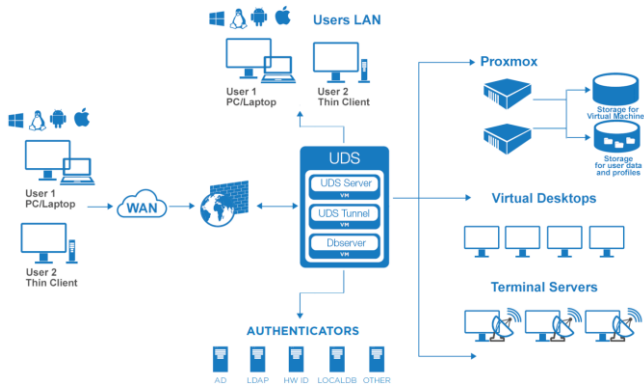 Users LAN
User 1
PC/Laptop
User 2
Thin Client
User 1
PC/Laptop
User 2
Thin Client
WAN
UDS
UDS Server
VM
UDS Tunnel
VM
Dbserver
VM
AUTHENTICATORS
AD
LDAP
HW ID
LOCALDB
OTHER
Proxmox
Storage for
Virtual Machine
Storage
for user data
and profiles
Virtual Desktops
Terminal Servers